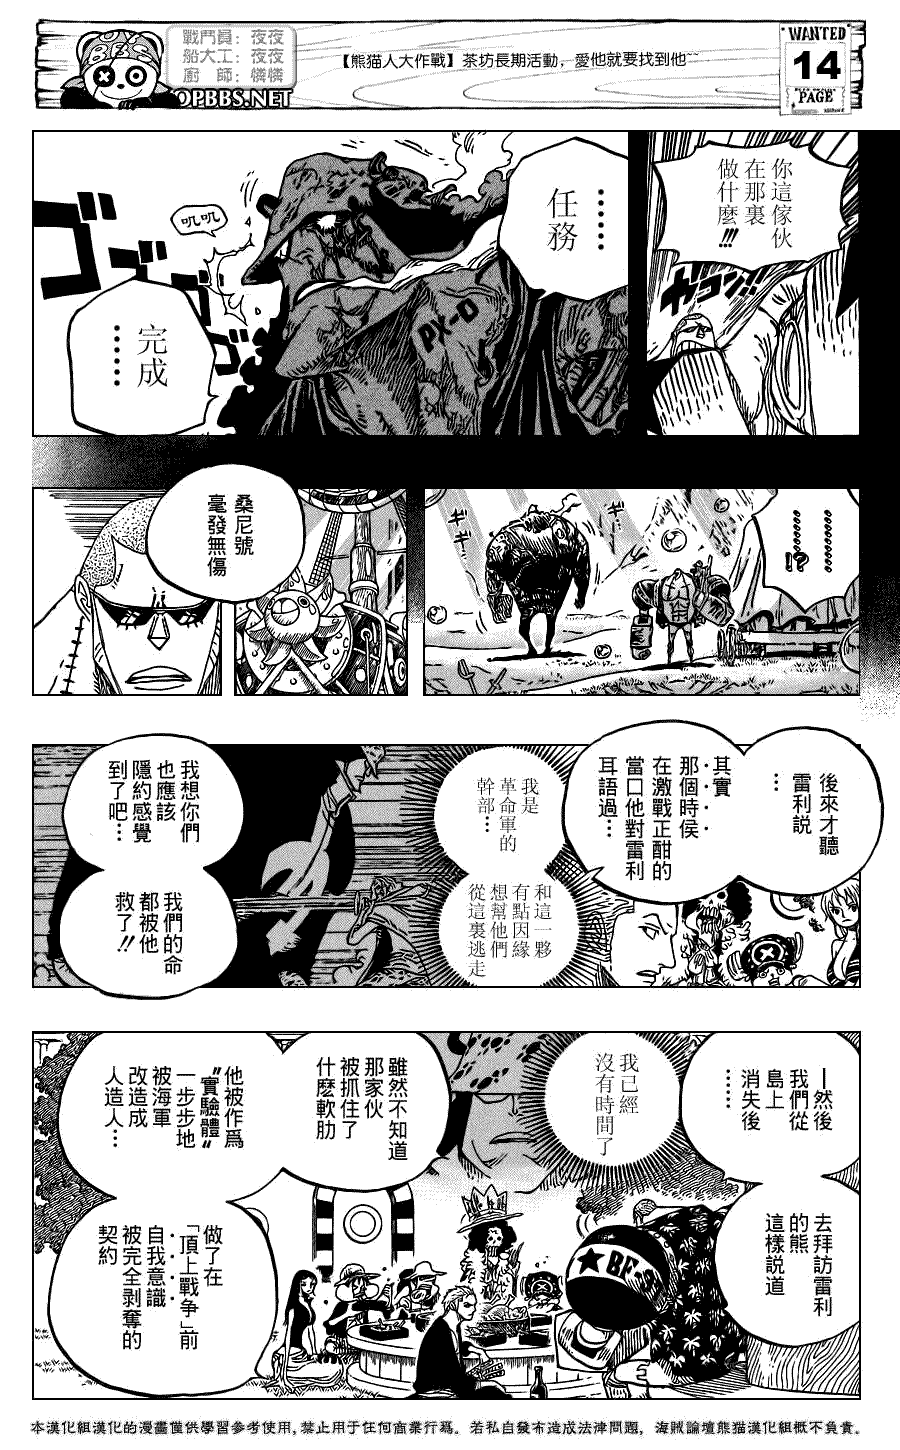 戰鬥員：夜夜
船大工：夜夜
廚　師：憐憐
OPBBS.NET
【熊猫人大作戰】茶坊長期活動，愛他就要找到他~~
WANTED
14
PAGE
你這傢伙
在那裏
做什麼!!!
ヤコッ
……
任務
叽叽
PX-0
ゴゴゴ
完成
……
…………
…………
!?
ギギ
桑尼號
毫發無傷
後來才聽
雷利說
…
其實
那個時侯
在激戰正酣的
當口他對雷利
耳語過…
我是
革命軍的
幹部…
和這一夥
有點因緣
想幫他們
從這裏逃走
我想你們
也應該
隱約感覺
到了吧…
我們的命
都被他
救了!!
ー然後
我們從
島上
消失後
……
去拜訪雷利
的熊
這樣說道
我已經
沒有時間了
雖然不知道
那家伙
被抓住了
什麽軟肋
他被作爲
“實驗體”
一步步地
被海軍
改造成
人造人…
做了在
「頂上戰争」前
自我意識
被完全剥奪的
契約
BF-
本漢化組漢化的漫畫僅供學習參考使用，禁止用于任何商業行爲。若私自發布造成法律問題，海賊論壇熊猫漢化組概不負責。